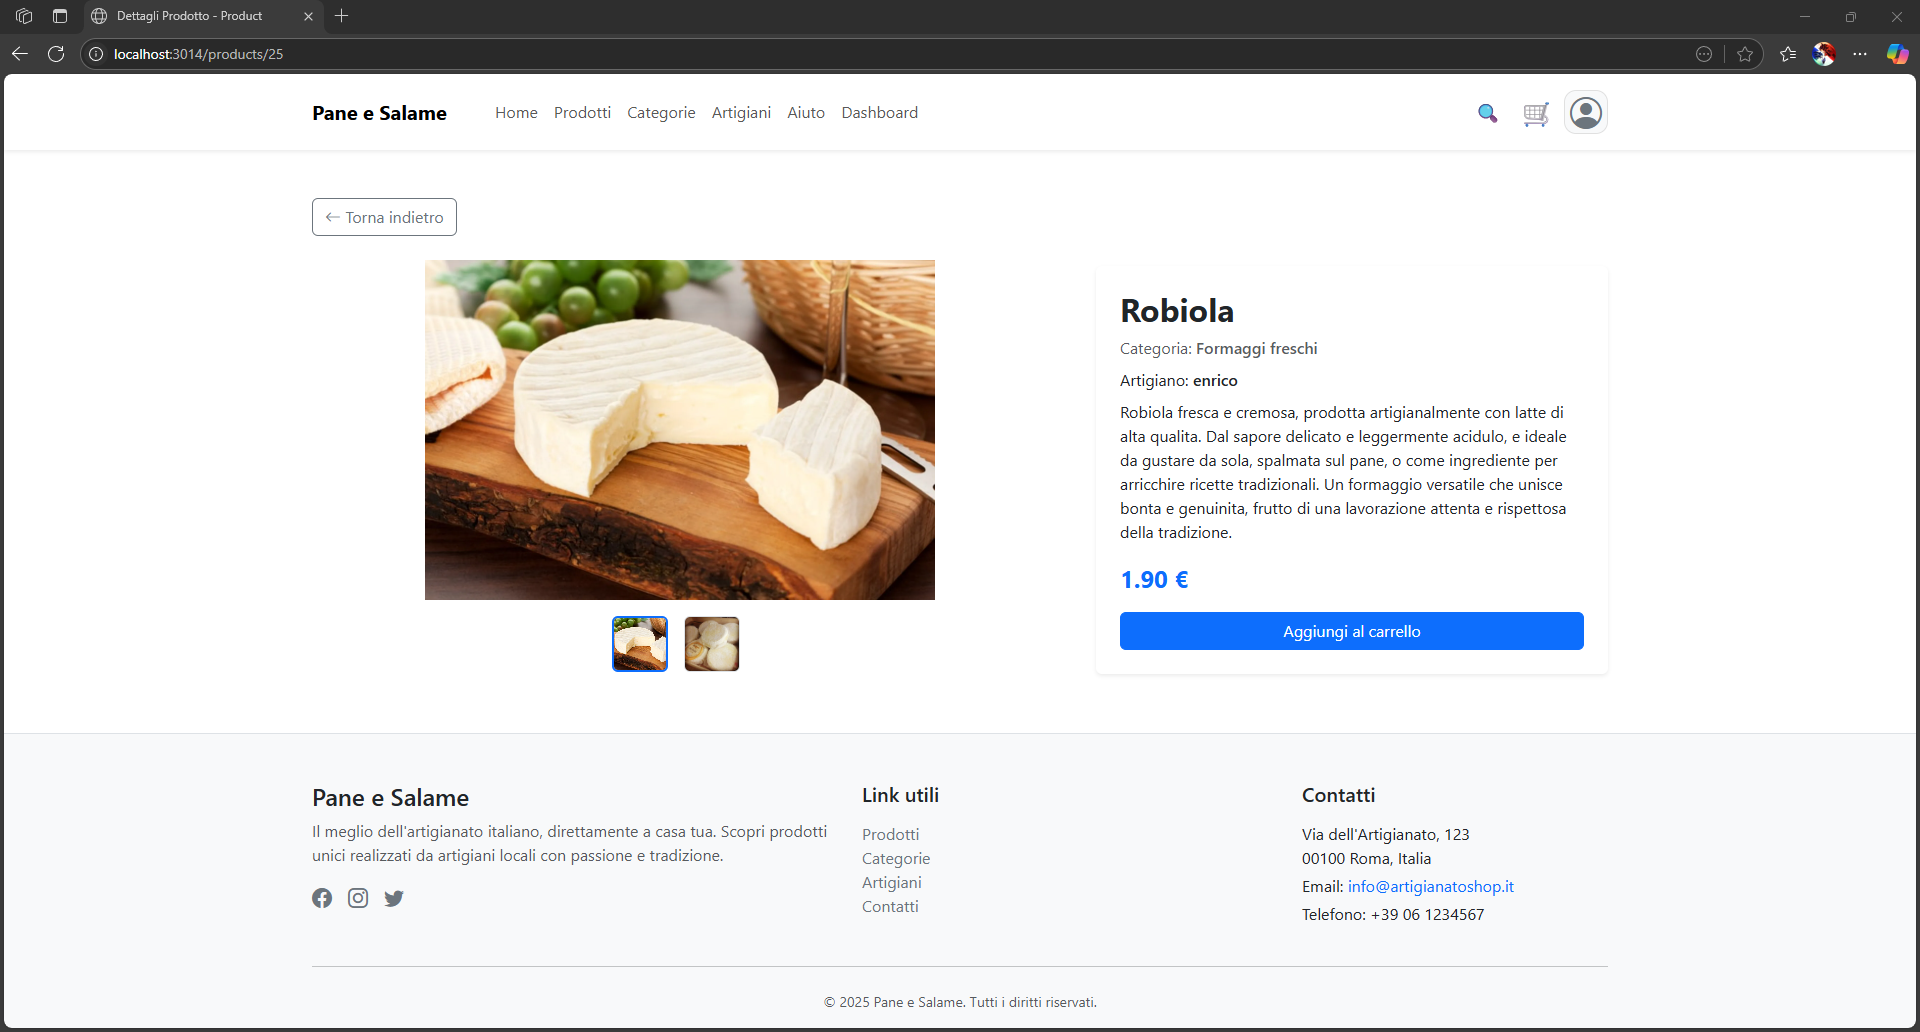 Dettagli Prodotto - Product
localhost:3014/products/25
Pane e Salame
Home
Prodotti
Categorie
Artigiani
Aiuto
Dashboard
← Torna indietro
Robiola
Categoria: Formaggi freschi
Artigiano: enrico
Robiola fresca e cremosa, prodotta artigianalmente con latte di
alta qualita. Dal sapore delicato e leggermente acidulo, e ideale
da gustare da sola, spalmata sul pane, o come ingrediente per
arricchire ricette tradizionali. Un formaggio versatile che unisce
bonta e genuinita, frutto di una lavorazione attenta e rispettosa
della tradizione.
1.90 €
Aggiungi al carrello
Pane e Salame
Il meglio dell'artigianato italiano, direttamente a casa tua. Scopri prodotti
unici realizzati da artigiani locali con passione e tradizione.
Link utili
Prodotti
Categorie
Artigiani
Contatti
Contatti
Via dell'Artigianato, 123
00100 Roma, Italia
Email: info@artigianatoshop.it
Telefono: +39 06 1234567
© 2025 Pane e Salame. Tutti i diritti riservati.